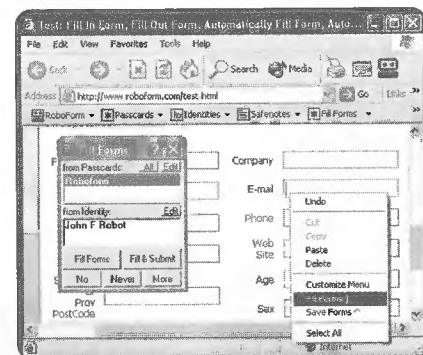 Test: Fill In Form, Fill Out Form, Automatically Fill Form, Auto...
File Edit View Favorites Tools Help
Back Search Media
Address http://www.roboform.com/test.html Go Links »
RoboForm Passcards Identities Safenotes Fill Forms »
Forms
from Passcards: All Edit
Robofans
from Identity: Edit
John F Robot
Fill Forms Fill & Submit
No Never More
Prov
PostCode
Company
E-mail
Phone
Web
Site
Age
Sex
Undo
Cut
Copy
Paste
Delete
Customize Menu
Fill Forms ]
Save Forms ^
Select All
Internet